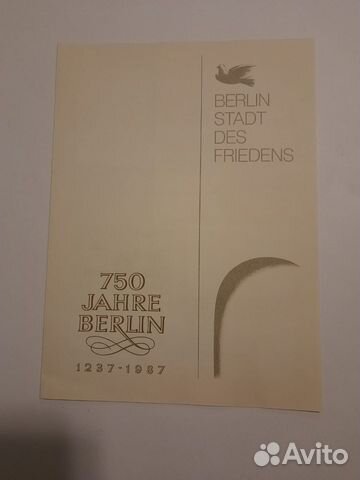 BERLIN
STADT
DES
FRIEDENS
750
JAHRE
BERLIN
1237-1987
Avito